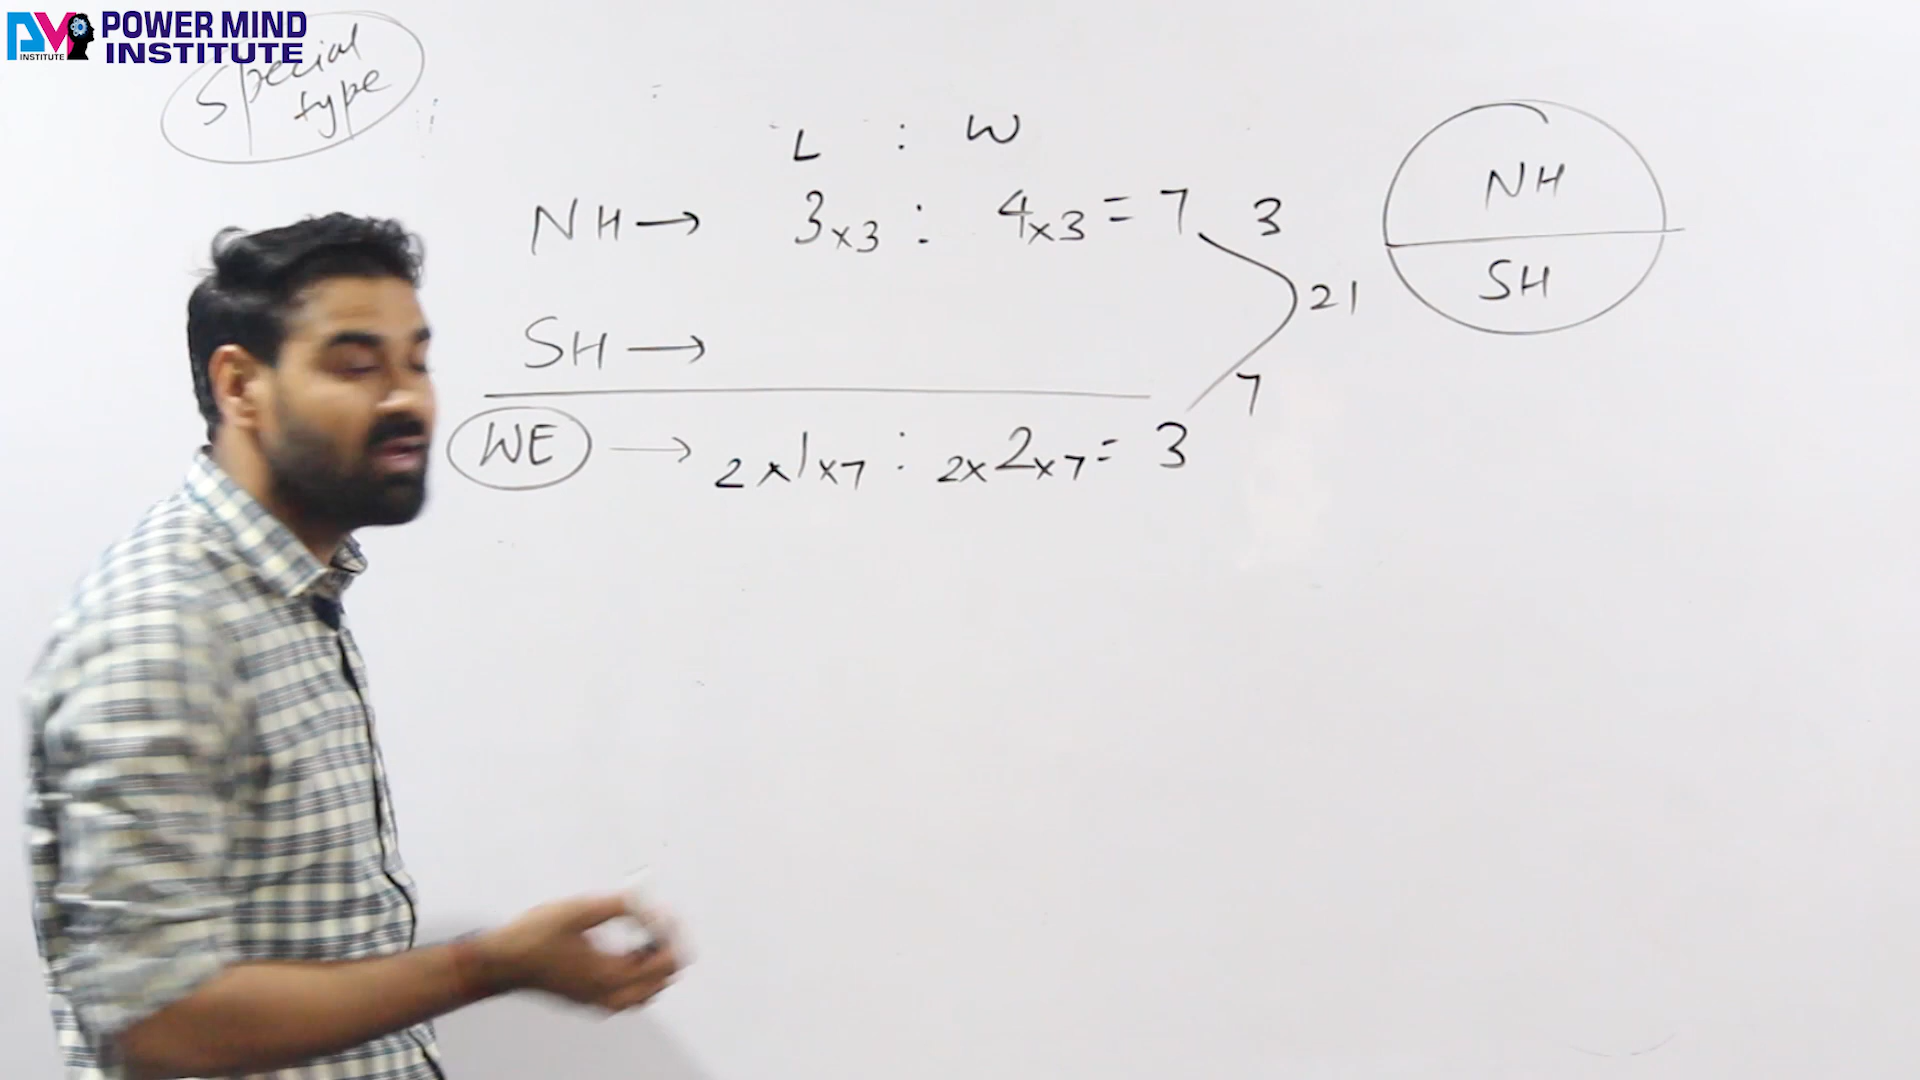 POWER MIND
INSTITUTE
INSTITUTE
Special
type
L : W
NH → 3x3 : 4x3 = 7 3
21
SH →
7
WE → 2x1x7 : 2x2x7 = 3
NH
SH